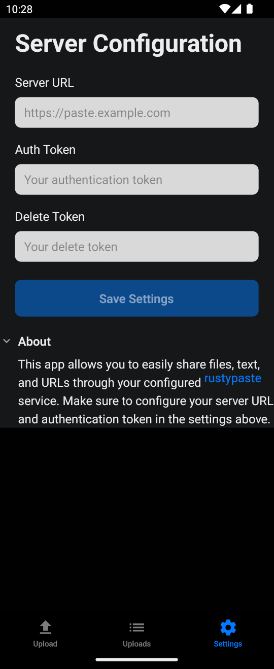 10:28
Server Configuration
Server URL
https://paste.example.com
Auth Token
Your authentication token
Delete Token
Your delete token
Save Settings
About
This app allows you to easily share files, text,
and URLs through your configured rustypaste
service. Make sure to configure your server URL
and authentication token in the settings above.
Upload
Uploads
Settings